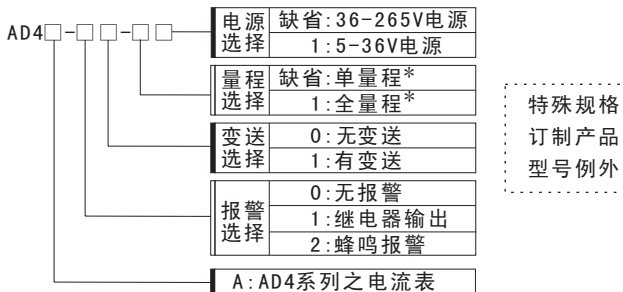 AD4□-□□-□□
电源选择
缺省:36-265V电源
1:5-36V电源
量程选择
缺省:单量程*
1:全量程*
变送选择
0:无变送
1:有变送
报警选择
0:无报警
1:继电器输出
2:蜂鸣报警
A:AD4系列之电流表
特殊规格
订制产品
型号例外